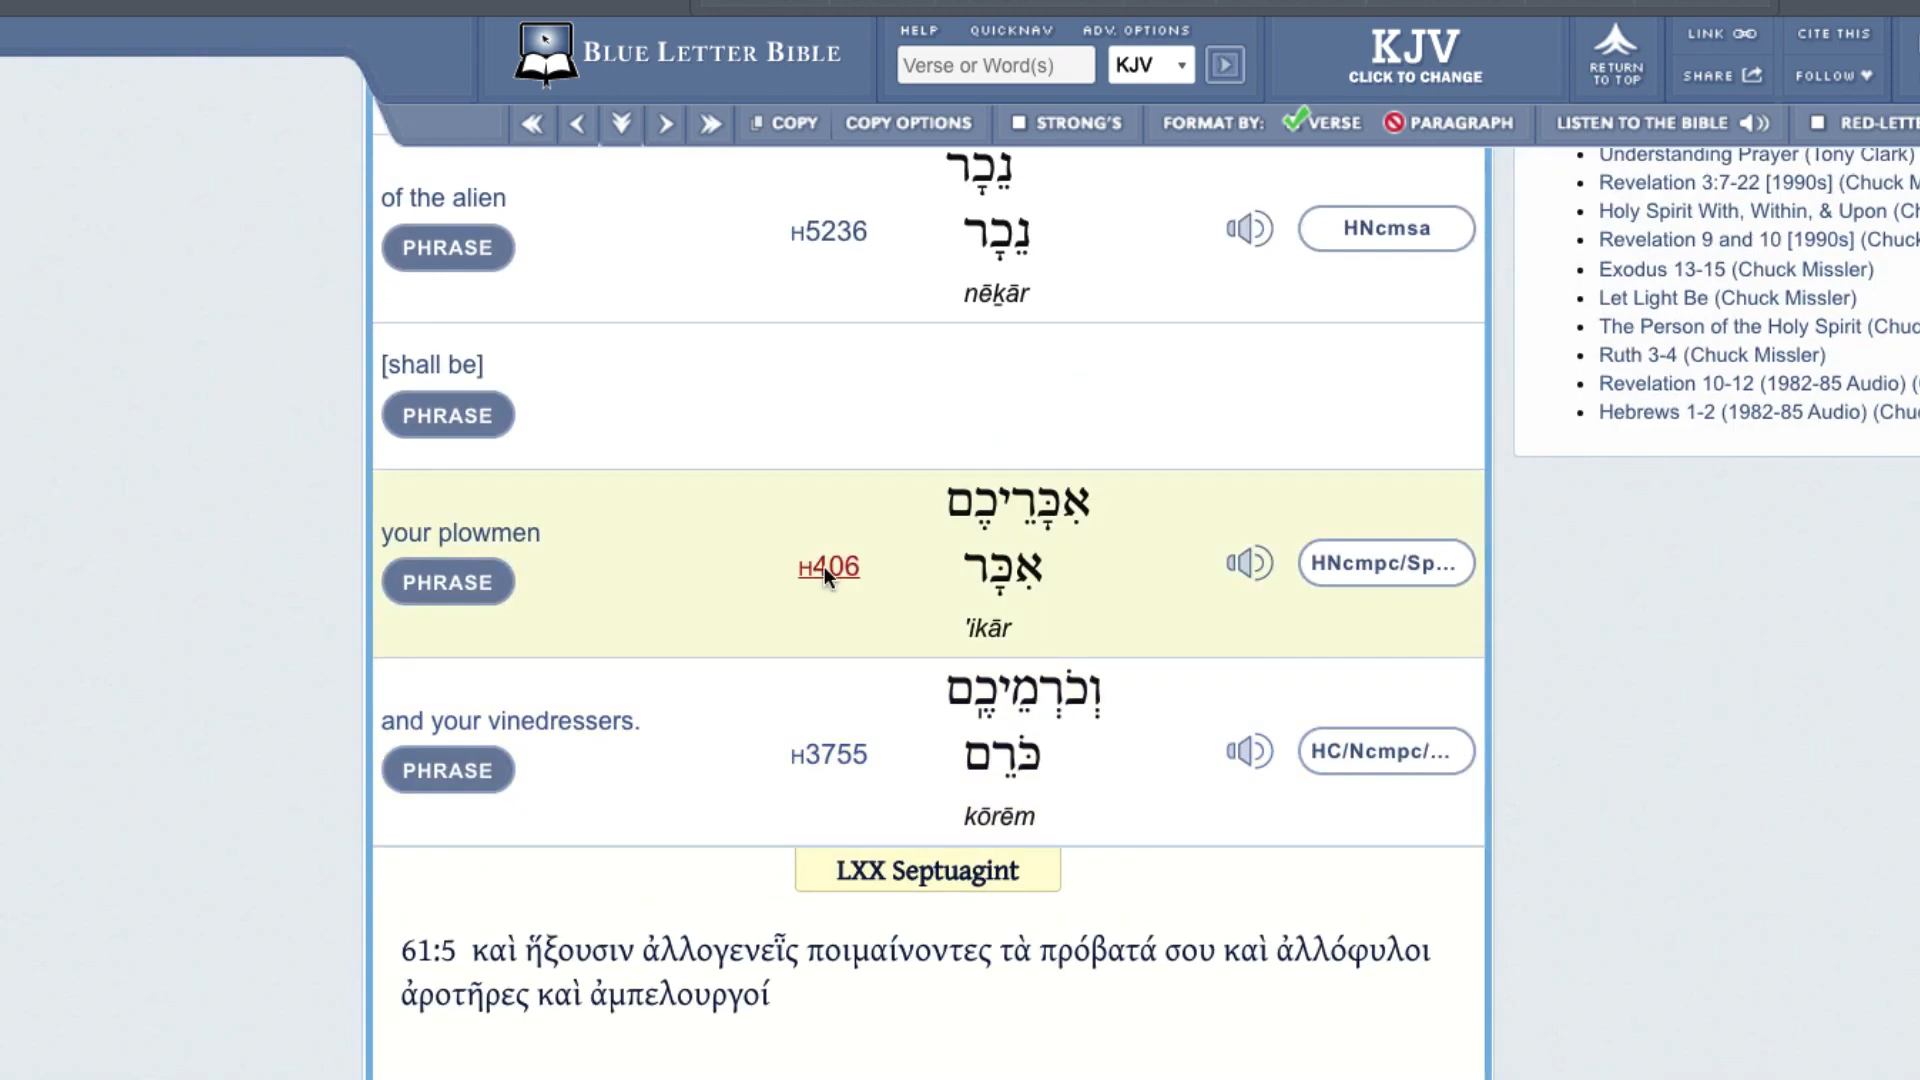 BLUE LETTER BIBLE
HELP QUICKNAV ADV. OPTIONS
Verse or Word(s) KJV
KJV
CLICK TO CHANGE
RETURN
TO TOP
LINK
SHARE
CITE THIS
FOLLOW
COPY COPY OPTIONS STRONG'S FORMAT BY: VERSE PARAGRAPH LISTEN TO THE BIBLE RED-LETTE
of the alien
PHRASE
H5236
נֵכָר
נֵכָר
nēḵār
HNcmsa
[shall be]
PHRASE
your plowmen
PHRASE
H406
אִכָּרֵיכֶם
אִכָּר
'ikār
HNcmpc/Sp...
and your vinedressers.
PHRASE
H3755
וְכֹרְמֵיכֶֽם
כֹּרֵם
kōrēm
HC/Ncmpc/...
LXX Septuagint
61:5 καὶ ἥξουσιν ἀλλογενεῖς ποιμαίνοντες τὰ πρόβατά σου καὶ ἀλλόφυλοι
ἀροτῆρες καὶ ἀμπελουργοί
Understanding Prayer (Tony Clark)
Revelation 3:7-22 [1990s] (Chuck M
Holy Spirit With, Within, & Upon (Ch
Revelation 9 and 10 [1990s] (Chuck
Exodus 13-15 (Chuck Missler)
Let Light Be (Chuck Missler)
The Person of the Holy Spirit (Chuc
Ruth 3-4 (Chuck Missler)
Revelation 10-12 (1982-85 Audio) (
Hebrews 1-2 (1982-85 Audio) (Chu